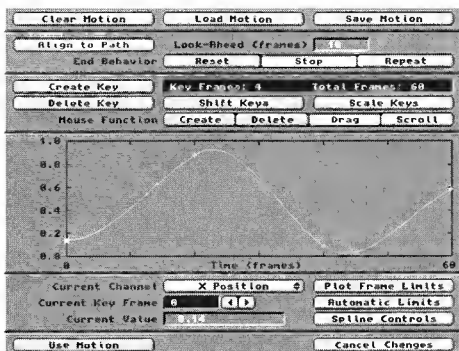 Clear Motion Load Motion Save Motion
Align to Path Look-Ahead (frames) 10
End Behavior Reset Stop Repeat
Create Key Key Frames: 4 Total Frames: 60
Delete Key Shift Keys Scale Keys
Mouse Function Create Delete Drag Scroll
1.0
0.8
0.6
0.4
0.2
0.0
0 Time (frames) 60
Current Channel X Position Plot Frame Limits
Current Key Frame 0 Automatic Limits
Current Value 0.14 Spline Controls
Use Motion Cancel Changes